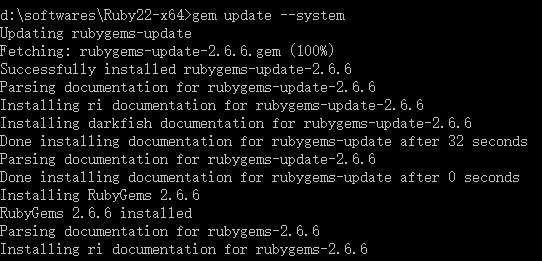 d:\softwares\Ruby22-x64>gem update --system
Updating rubygems-update
Fetching: rubygems-update-2.6.6.gem (100%)
Successfully installed rubygems-update-2.6.6
Parsing documentation for rubygems-update-2.6.6
Installing ri documentation for rubygems-update-2.6.6
Installing darkfish documentation for rubygems-update-2.6.6
Done installing documentation for rubygems-update after 32 seconds
Parsing documentation for rubygems-update-2.6.6
Done installing documentation for rubygems-update after 0 seconds
Installing RubyGems 2.6.6
RubyGems 2.6.6 installed
Parsing documentation for rubygems-2.6.6
Installing ri documentation for rubygems-2.6.6